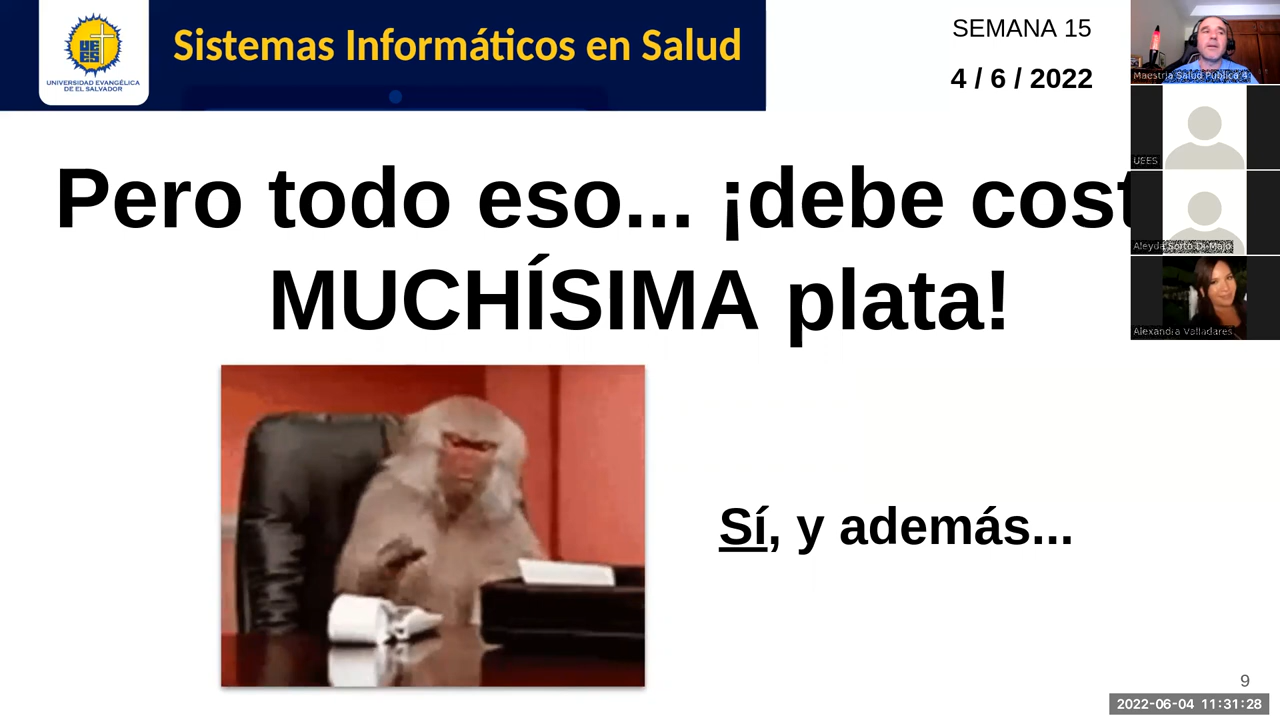 Sistemas Informáticos en Salud
UNIVERSIDAD EVANGÉLICA
DE EL SALVADOR
SEMANA 15
4 / 6 / 2022
Maestria Salud Publica 4
UEES
Aleyda Sorto Di Majo
Alexandra Valladares
Pero todo eso... ¡debe cost
MUCHÍSIMA plata!
Sí, y además...
9
2022-06-04 11:31:28